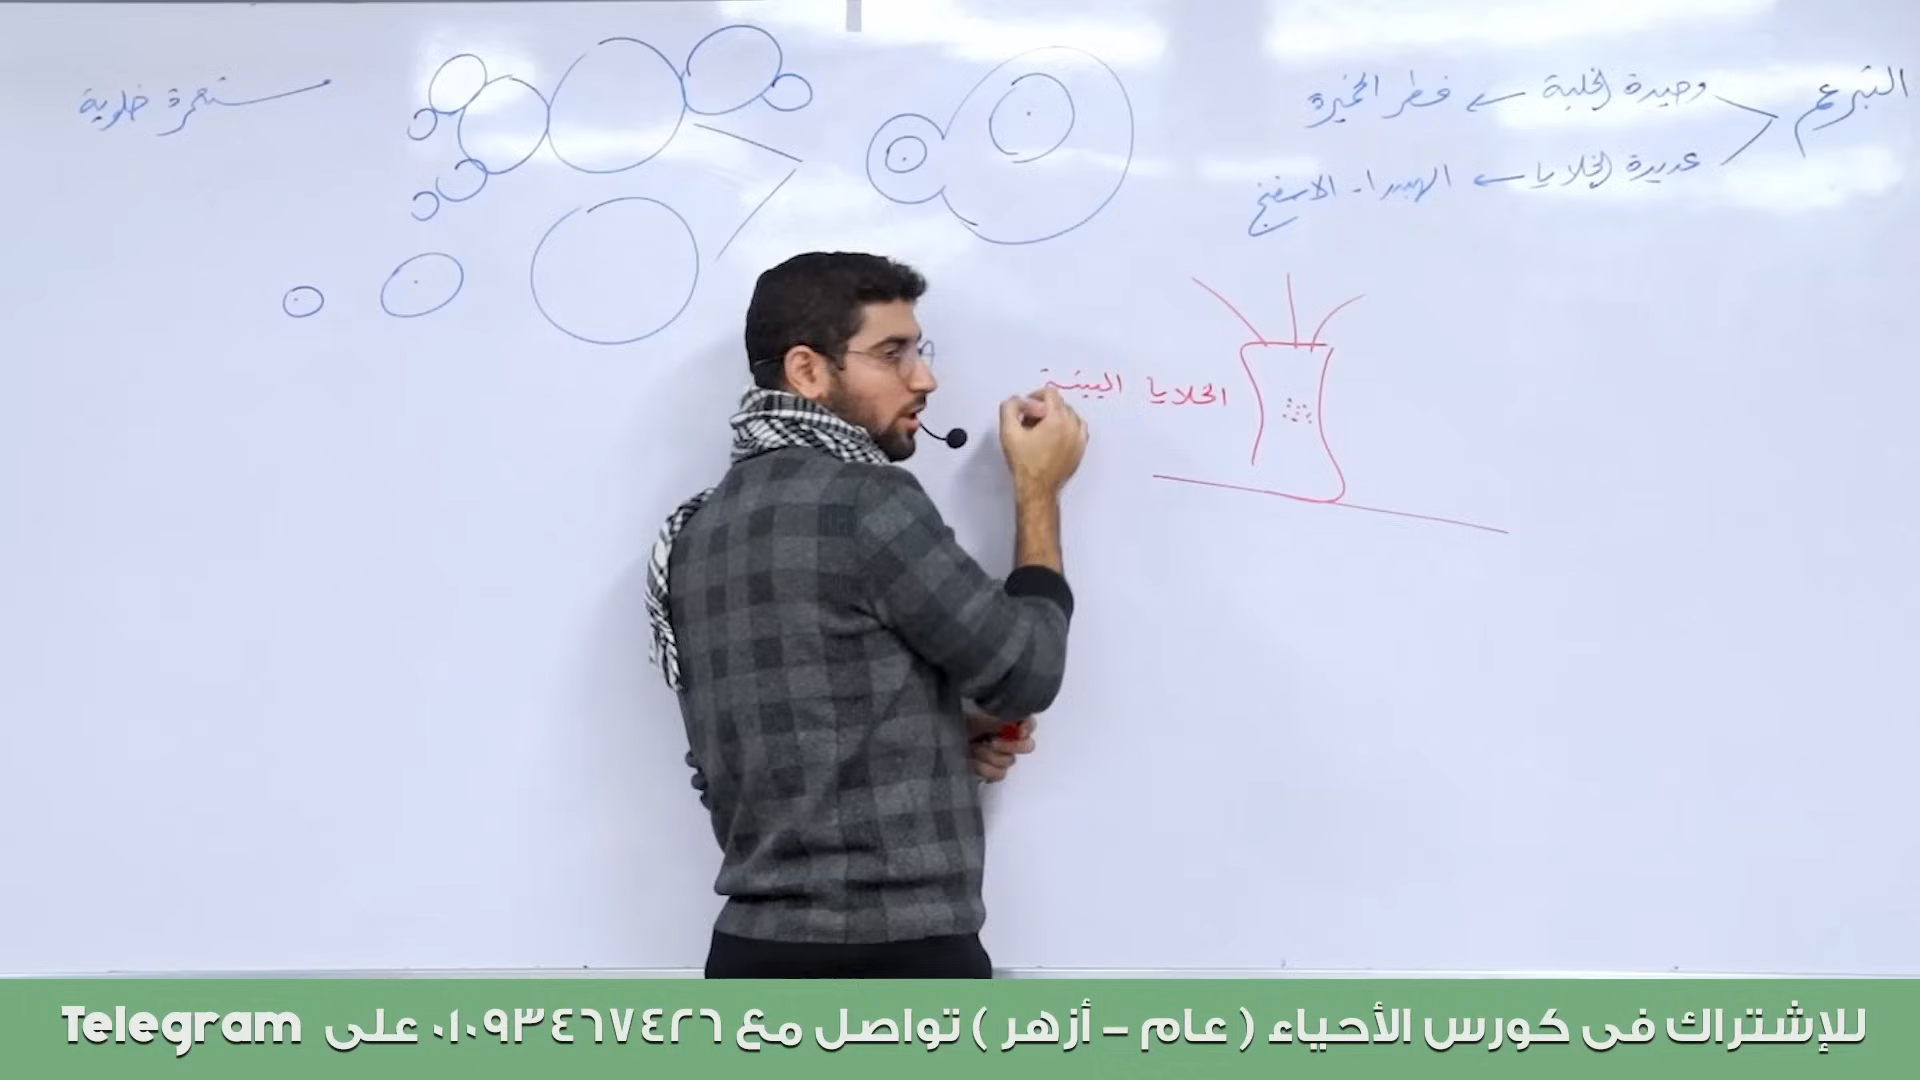 التبرعم
وحيدة الخلية ← فطر الخميرة
عديدة الخلايا ← الهيدرا - الاسفنج
مستعمرة خلوية
الخلايا البينية
للإشتراك فى كورس الأحياء ( عام – أزهر ) تواصل مع ٠١٠٩٣٤٦٧٤٢٦ على Telegram